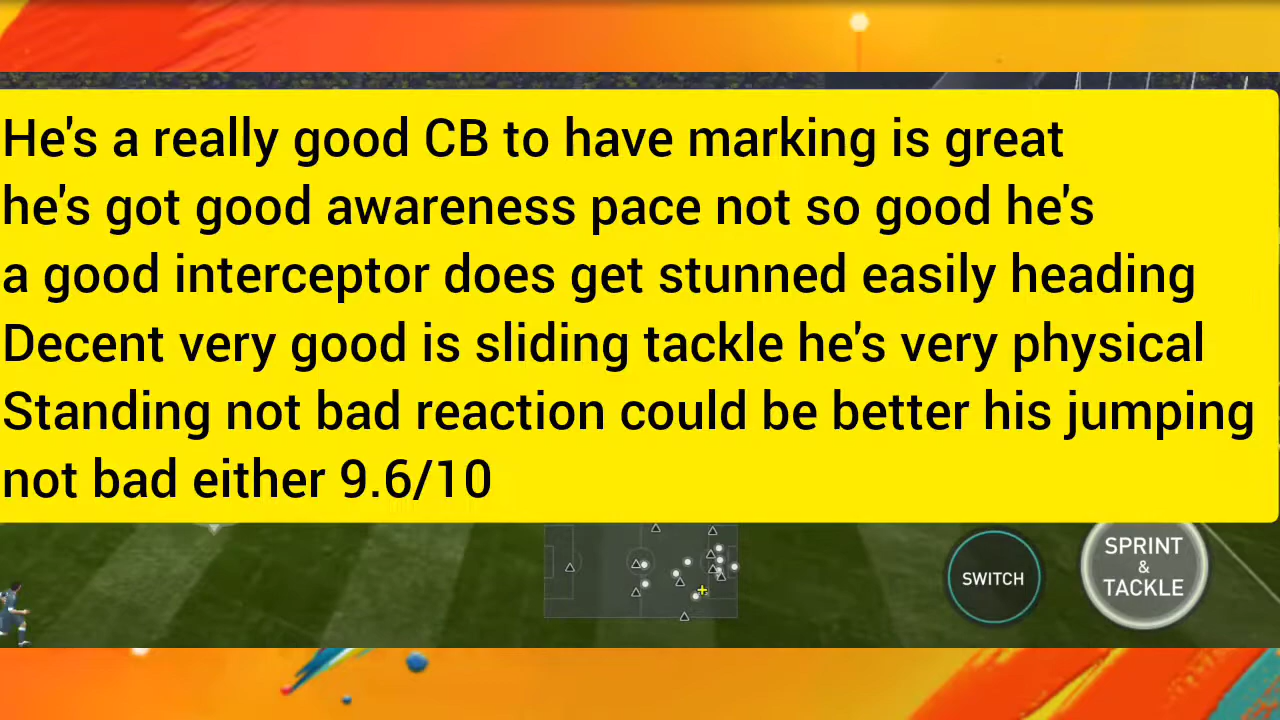 He's a really good CB to have marking is great
he's got good awareness pace not so good he's
a good interceptor does get stunned easily heading
Decent very good is sliding tackle he's very physical
Standing not bad reaction could be better his jumping
not bad either 9.6/10
SWITCH
SPRINT
&
TACKLE